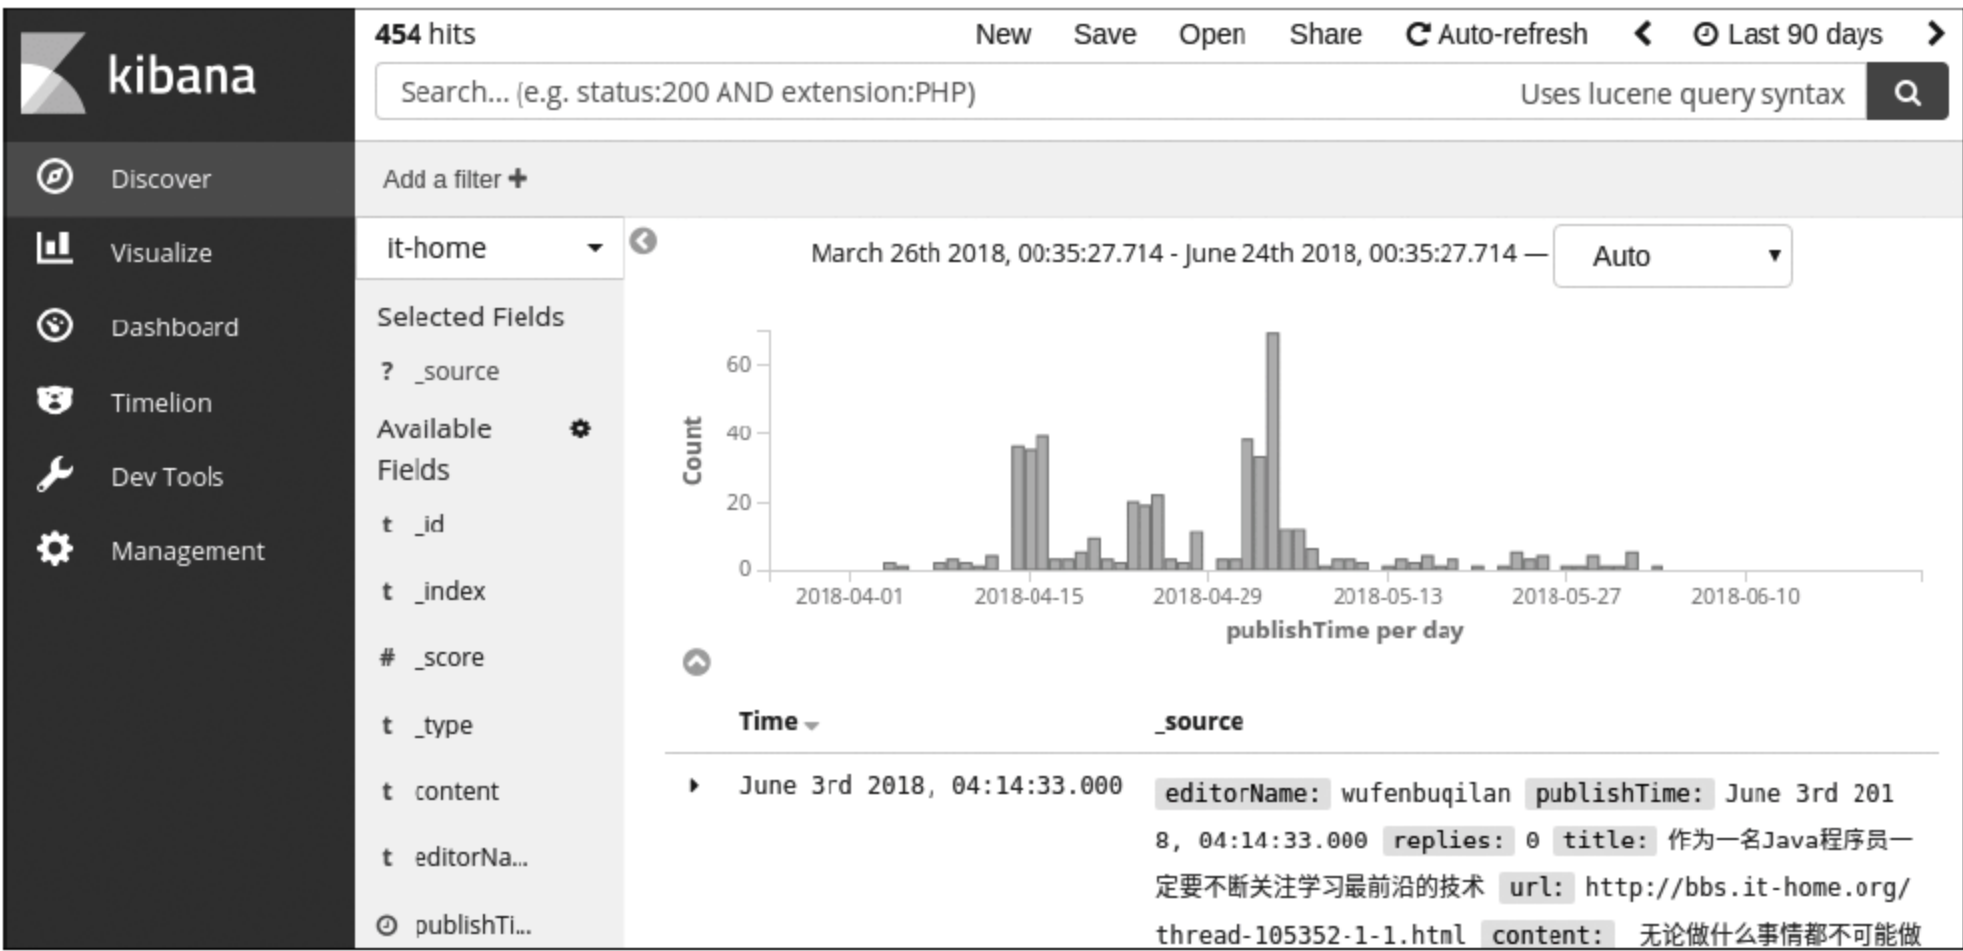 454 hits
New Save Open Share Auto-refresh Last 90 days
kibana
Search... (e.g. status:200 AND extension:PHP) Uses lucene query syntax
Discover
Visualize
Dashboard
Timelion
Dev Tools
Management
Add a filter +
it-home
Selected Fields
? _source
Available
Fields
t _id
t _index
# _score
t _type
t content
t editorNa...
publishTi...
March 26th 2018, 00:35:27.714 - June 24th 2018, 00:35:27.714 — Auto
Count
60
40
20
0
2018-04-01 2018-04-15 2018-04-29 2018-05-13 2018-05-27 2018-06-10
publishTime per day
Time _source
June 3rd 2018, 04:14:33.000 editorName: wufenbuqilan publishTime: June 3rd 201
8, 04:14:33.000 replies: 0 title: 作为一名Java程序员一
定要不断关注学习最前沿的技术 url: http://bbs.it-home.org/
thread-105352-1-1.html content: 无论做什么事情都不可能做